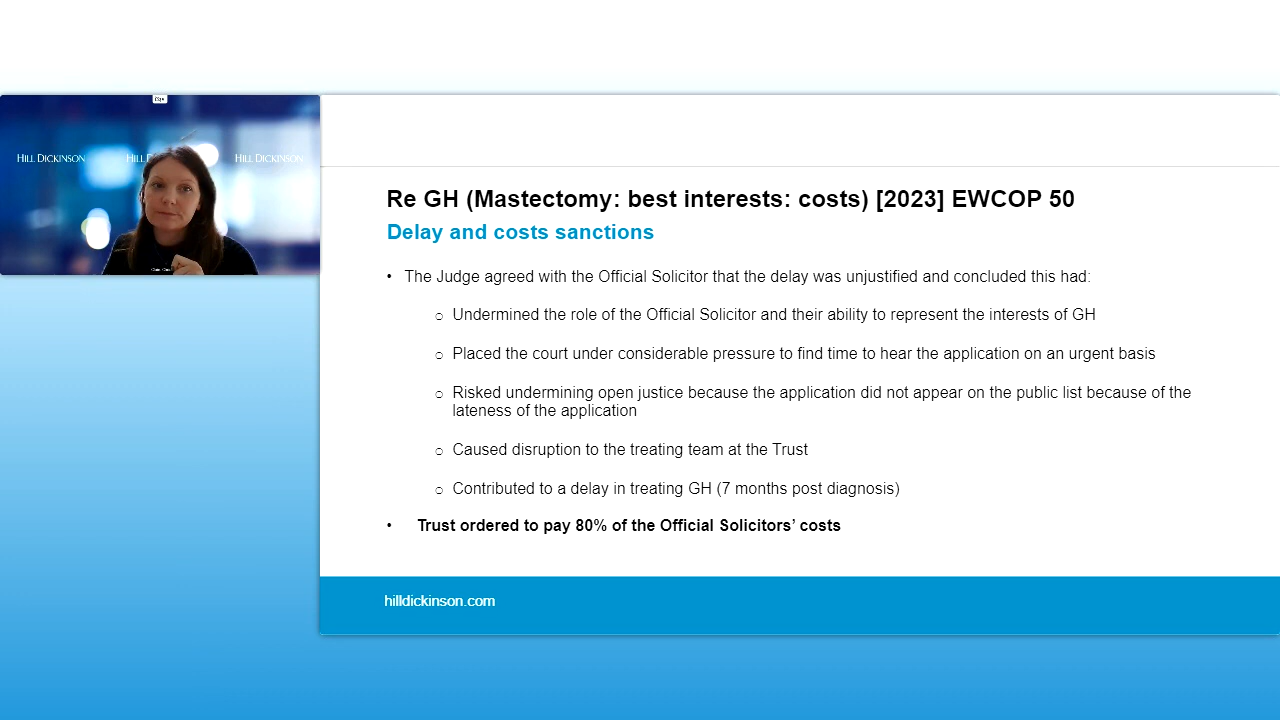 HILL DICKINSON
HILL D
HILL DICKINSON
Re GH (Mastectomy: best interests: costs) [2023] EWCOP 50
Delay and costs sanctions
• The Judge agreed with the Official Solicitor that the delay was unjustified and concluded this had:
o Undermined the role of the Official Solicitor and their ability to represent the interests of GH
o Placed the court under considerable pressure to find time to hear the application on an urgent basis
o Risked undermining open justice because the application did not appear on the public list because of the
lateness of the application
o Caused disruption to the treating team at the Trust
o Contributed to a delay in treating GH (7 months post diagnosis)
• Trust ordered to pay 80% of the Official Solicitors’ costs
hilldickinson.com